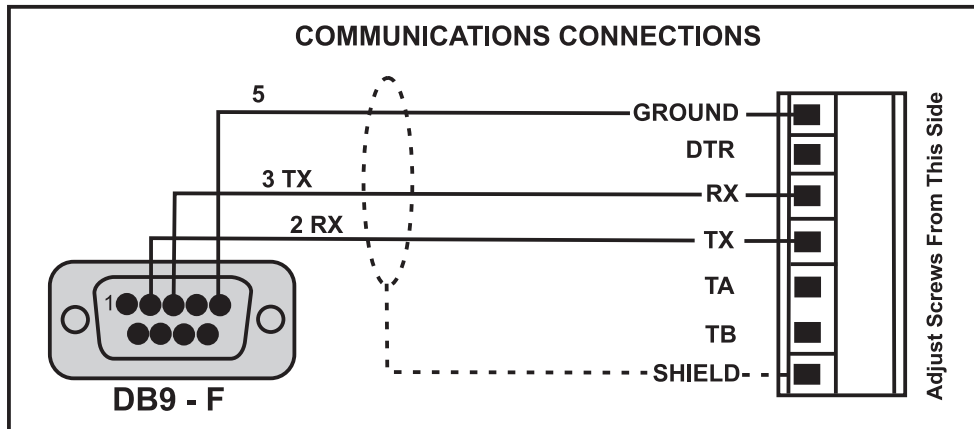 COMMUNICATIONS CONNECTIONS
5
GROUND
DTR
3 TX
RX
2 RX
TX
TA
TB
SHIELD
1
DB9 - F
Adjust Screws From This Side